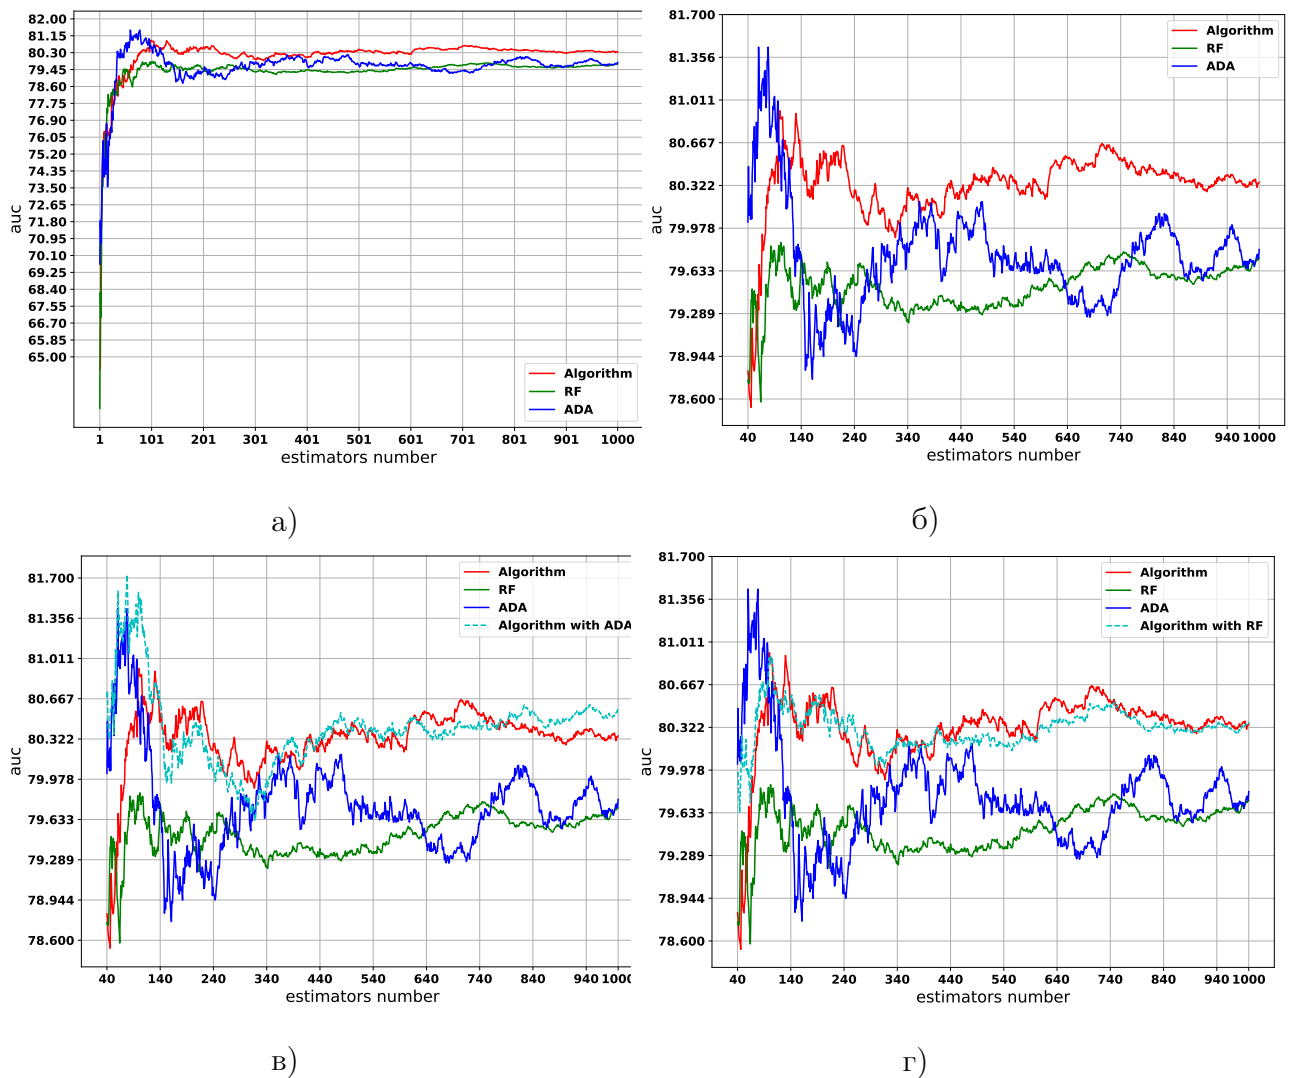 82.00
81.15
80.30
79.45
78.60
77.75
76.90
76.05
75.20
74.35
73.50
72.65
71.80
70.95
70.10
69.25
68.40
67.55
66.70
65.85
65.00
auc
Algorithm
RF
ADA
1 101 201 301 401 501 601 701 801 901 1000
estimators number
а)
81.700
81.356
81.011
80.667
80.322
79.978
79.633
79.289
78.944
78.600
auc
Algorithm
RF
ADA
40 140 240 340 440 540 640 740 840 940 1000
estimators number
б)
81.700
81.356
81.011
80.667
80.322
79.978
79.633
79.289
78.944
78.600
auc
Algorithm
RF
ADA
Algorithm with ADA
40 140 240 340 440 540 640 740 840 940 1000
estimators number
в)
81.700
81.356
81.011
80.667
80.322
79.978
79.633
79.289
78.944
78.600
auc
Algorithm
RF
ADA
Algorithm with RF
40 140 240 340 440 540 640 740 840 940 1000
estimators number
г)